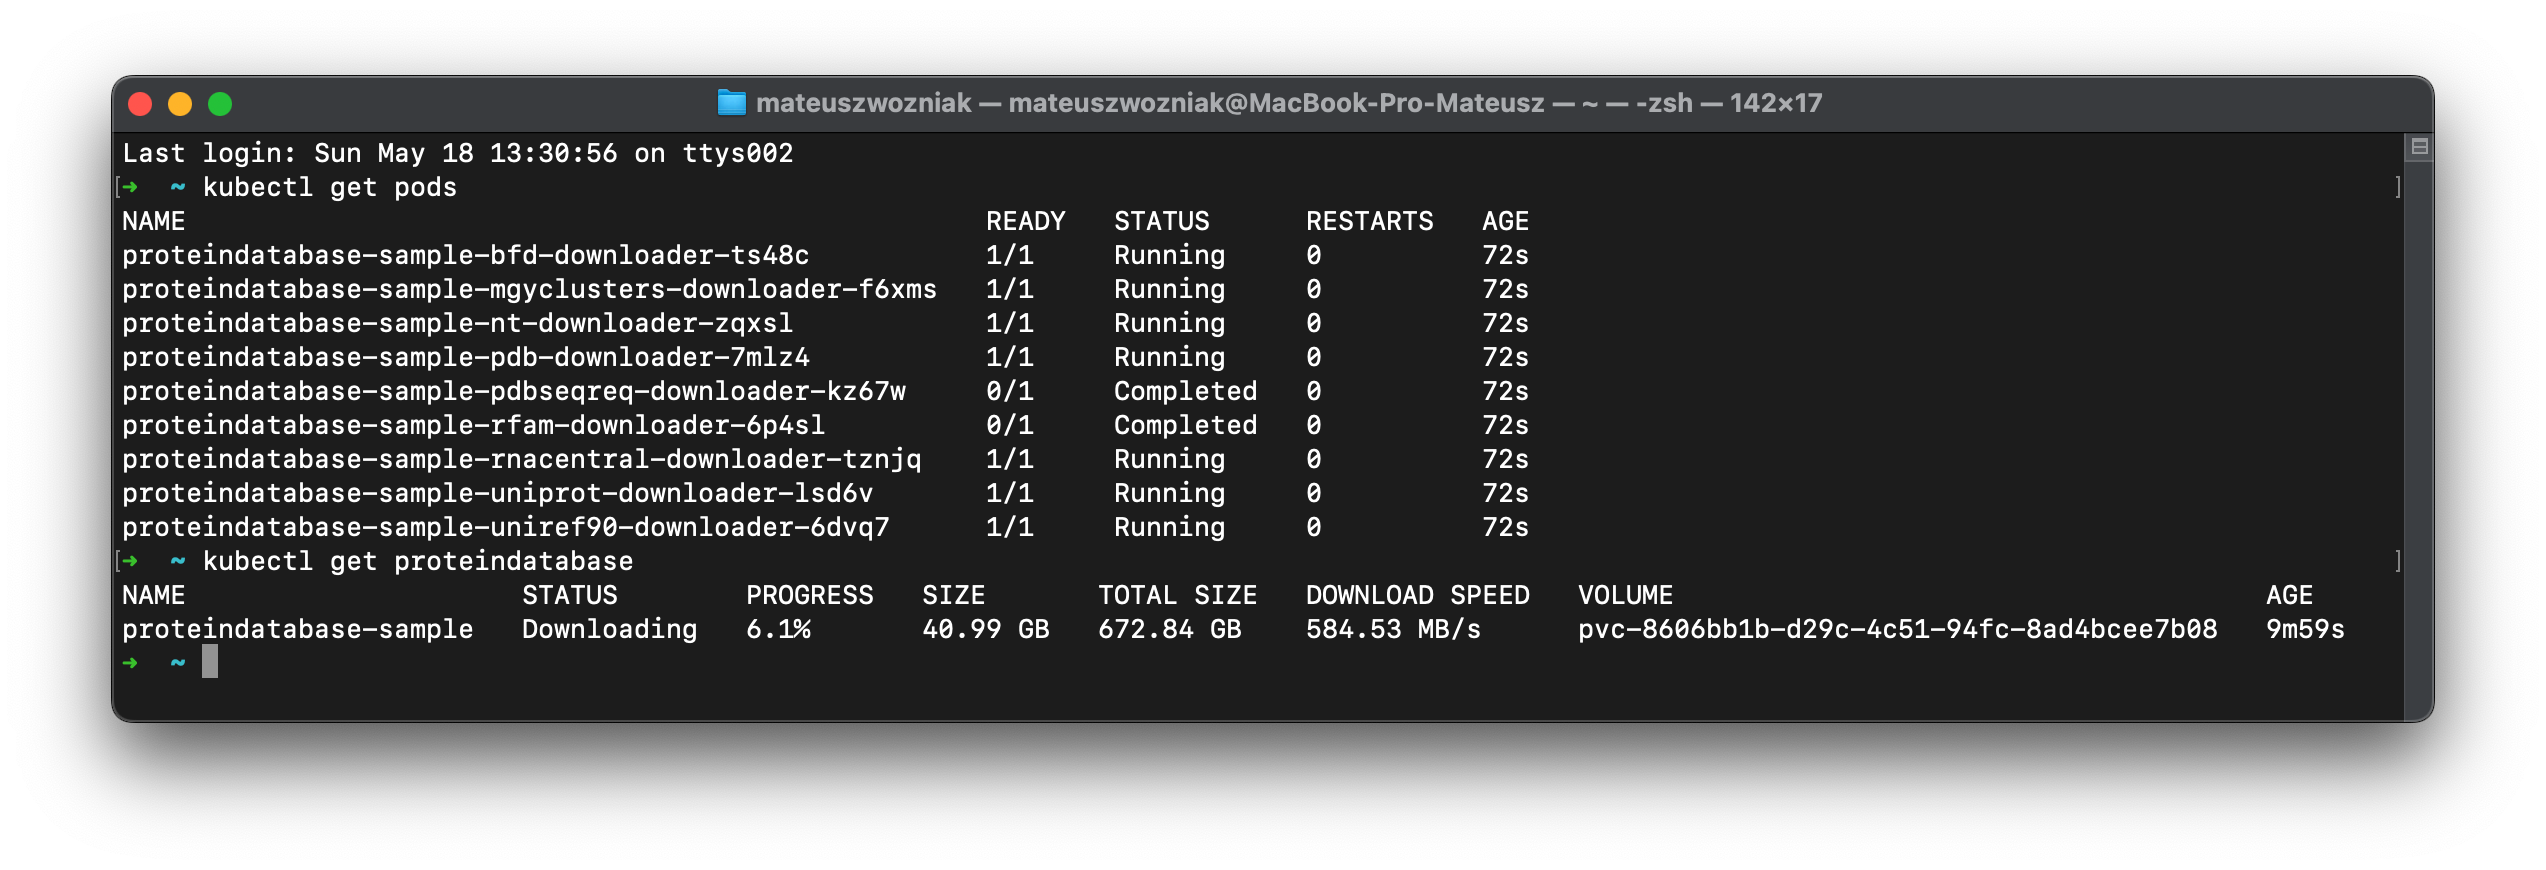 mateuszwozniak — mateuszwozniak@MacBook-Pro-Mateusz — ~ — -zsh — 142×17
Last login: Sun May 18 13:30:56 on ttys002
[➜  ~ kubectl get pods ]
NAME READY STATUS RESTARTS AGE
proteindatabase-sample-bfd-downloader-ts48c 1/1 Running 0 72s
proteindatabase-sample-mgyclusters-downloader-f6xms 1/1 Running 0 72s
proteindatabase-sample-nt-downloader-zqxsl 1/1 Running 0 72s
proteindatabase-sample-pdb-downloader-7mlz4 1/1 Running 0 72s
proteindatabase-sample-pdbseqreq-downloader-kz67w 0/1 Completed 0 72s
proteindatabase-sample-rfam-downloader-6p4sl 0/1 Completed 0 72s
proteindatabase-sample-rnacentral-downloader-tznjq 1/1 Running 0 72s
proteindatabase-sample-uniprot-downloader-lsd6v 1/1 Running 0 72s
proteindatabase-sample-uniref90-downloader-6dvq7 1/1 Running 0 72s
[➜  ~ kubectl get proteindatabase ]
NAME STATUS PROGRESS SIZE TOTAL SIZE DOWNLOAD SPEED VOLUME AGE
proteindatabase-sample Downloading 6.1% 40.99 GB 672.84 GB 584.53 MB/s pvc-8606bb1b-d29c-4c51-94fc-8ad4bcee7b08 9m59s
➜  ~